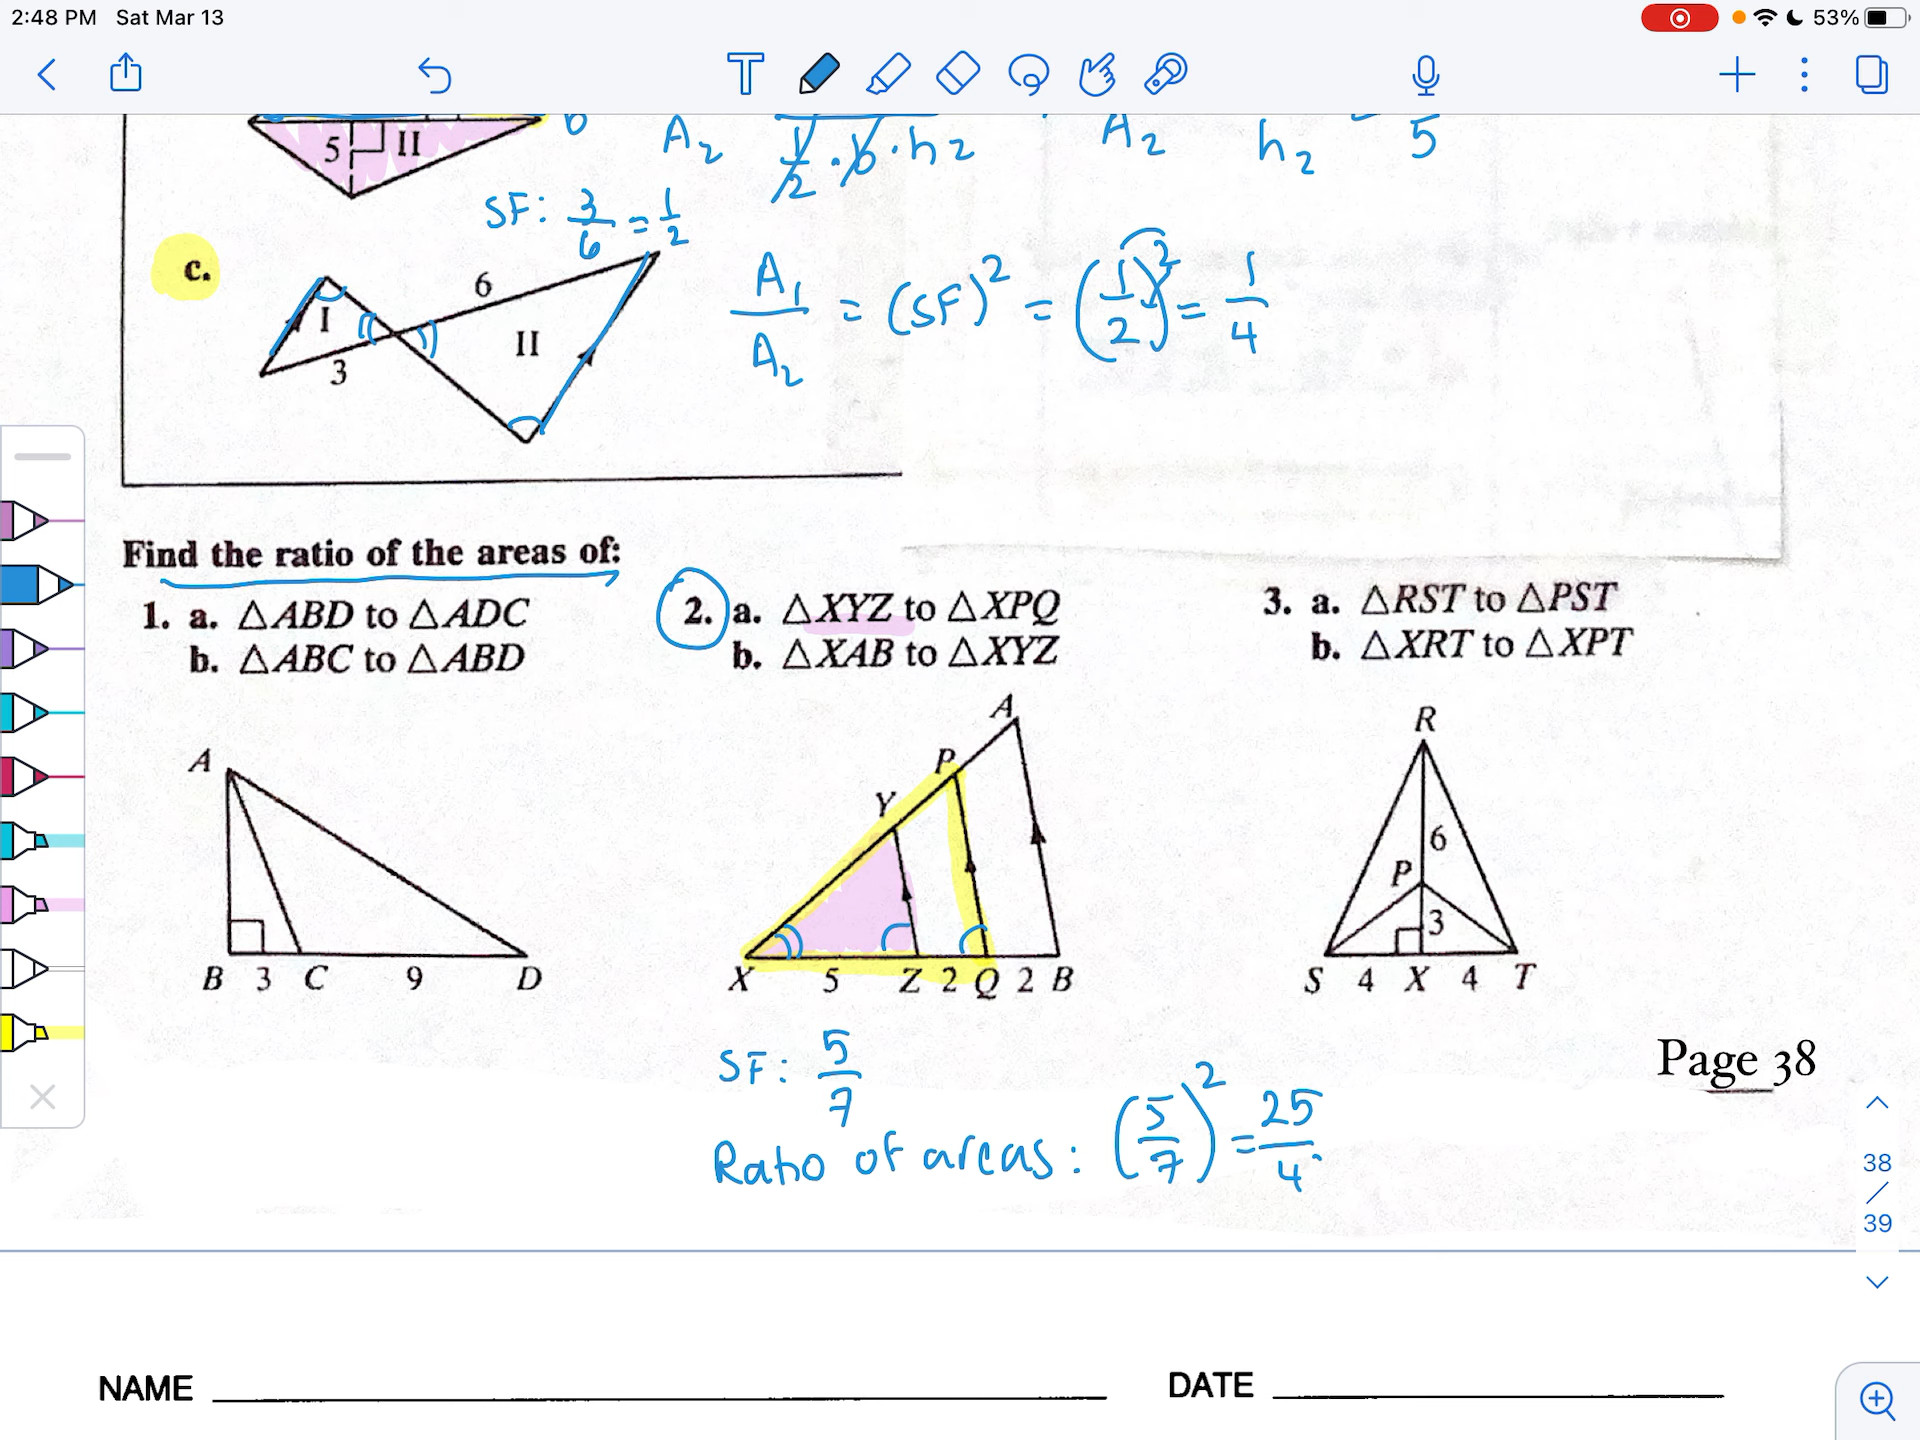 2:48 PM Sat Mar 13
53%
5 II b
A₂ 1/2 · b · h2 A₂ h₂ 5
SF: 3/6 = 1/2
c.
6
I
II
3
A₁/A₂ = (SF)² = (1/2)² = 1/4
Find the ratio of the areas of:
1. a. △ABD to △ADC
b. △ABC to △ABD
2. a. △XYZ to △XPQ
b. △XAB to △XYZ
3. a. △RST to △PST
b. △XRT to △XPT
A
B 3 C 9 D
A
P
Y
X 5 Z 2 Q 2 B
R
6
P
3
S 4 X 4 T
SF: 5/7
Ratio of areas: (5/7)² = 25/4
Page 38
38
/
39
NAME
DATE